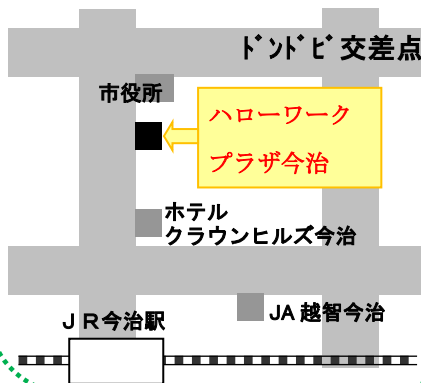 ドンドビ交差点
市役所
ハローワーク
プラザ今治
ホテル
クラウンヒルズ今治
JA越智今治
ＪＲ今治駅